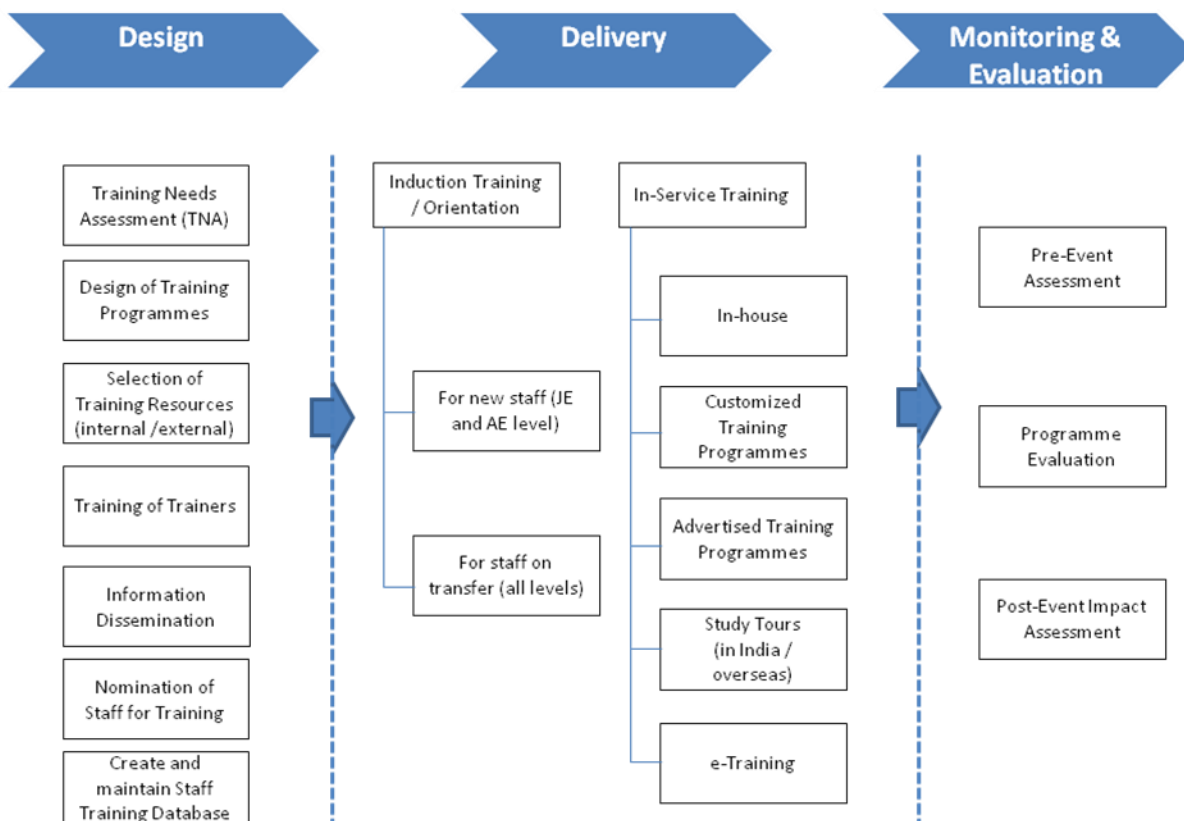 Design
Delivery
Monitoring &
Evaluation
Training Needs
Assessment (TNA)
Design of Training
Programmes
Selection of
Training Resources
(internal /external)
Training of Trainers
Information
Dissemination
Nomination of
Staff for Training
Create and
maintain Staff
Training Database
Induction Training
/ Orientation
For new staff (JE
and AE level)
For staff on
transfer (all levels)
In-Service Training
In-house
Customized
Training
Programmes
Advertised Training
Programmes
Study Tours
(in India /
overseas)
e-Training
Pre-Event
Assessment
Programme
Evaluation
Post-Event Impact
Assessment